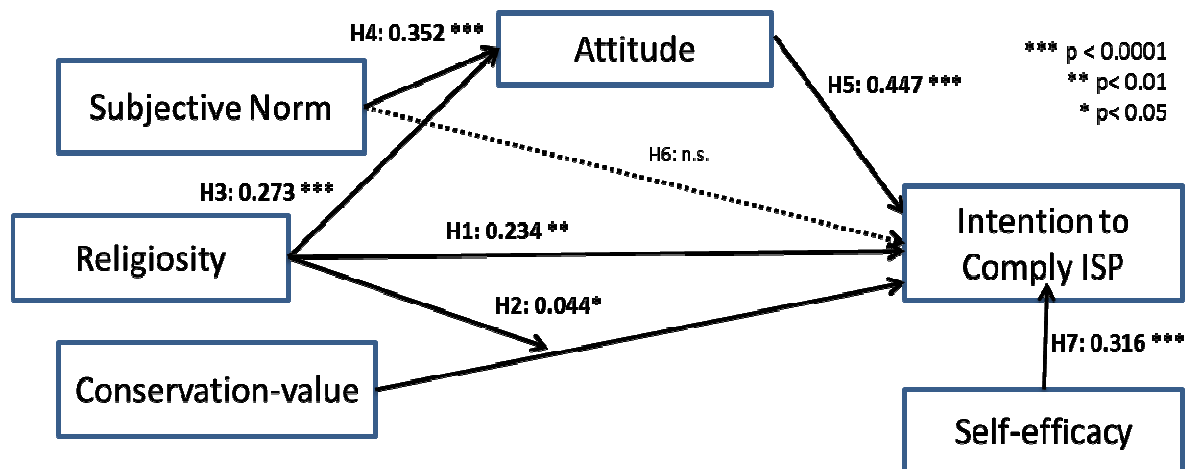 H4: 0.352 ***
Attitude
*** p < 0.0001
** p< 0.01
* p< 0.05
Subjective Norm
H5: 0.447 ***
H6: n.s.
H3: 0.273 ***
Religiosity
H1: 0.234 **
Intention to
Comply ISP
H2: 0.044*
Conservation-value
H7: 0.316 ***
Self-efficacy